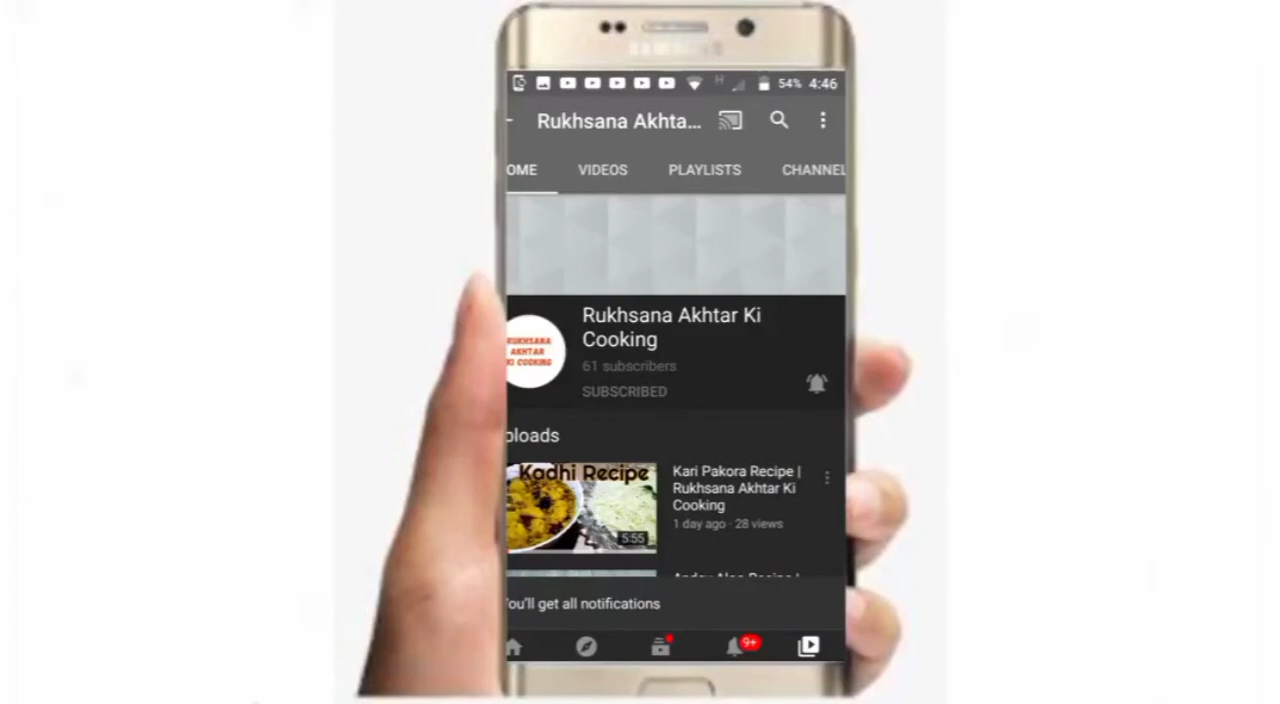 SAMSUNG
H 54% 4:46
Rukhsana Akhta...
OME VIDEOS PLAYLISTS CHANNEL
Rukhsana Akhtar Ki
Cooking
RUKHSANA
AKHTAR
KI COOKING
61 subscribers
SUBSCRIBED
ploads
Kadhi Recipe
5:55
Kari Pakora Recipe |
Rukhsana Akhtar Ki
Cooking
1 day ago · 28 views
You'll get all notifications
9+